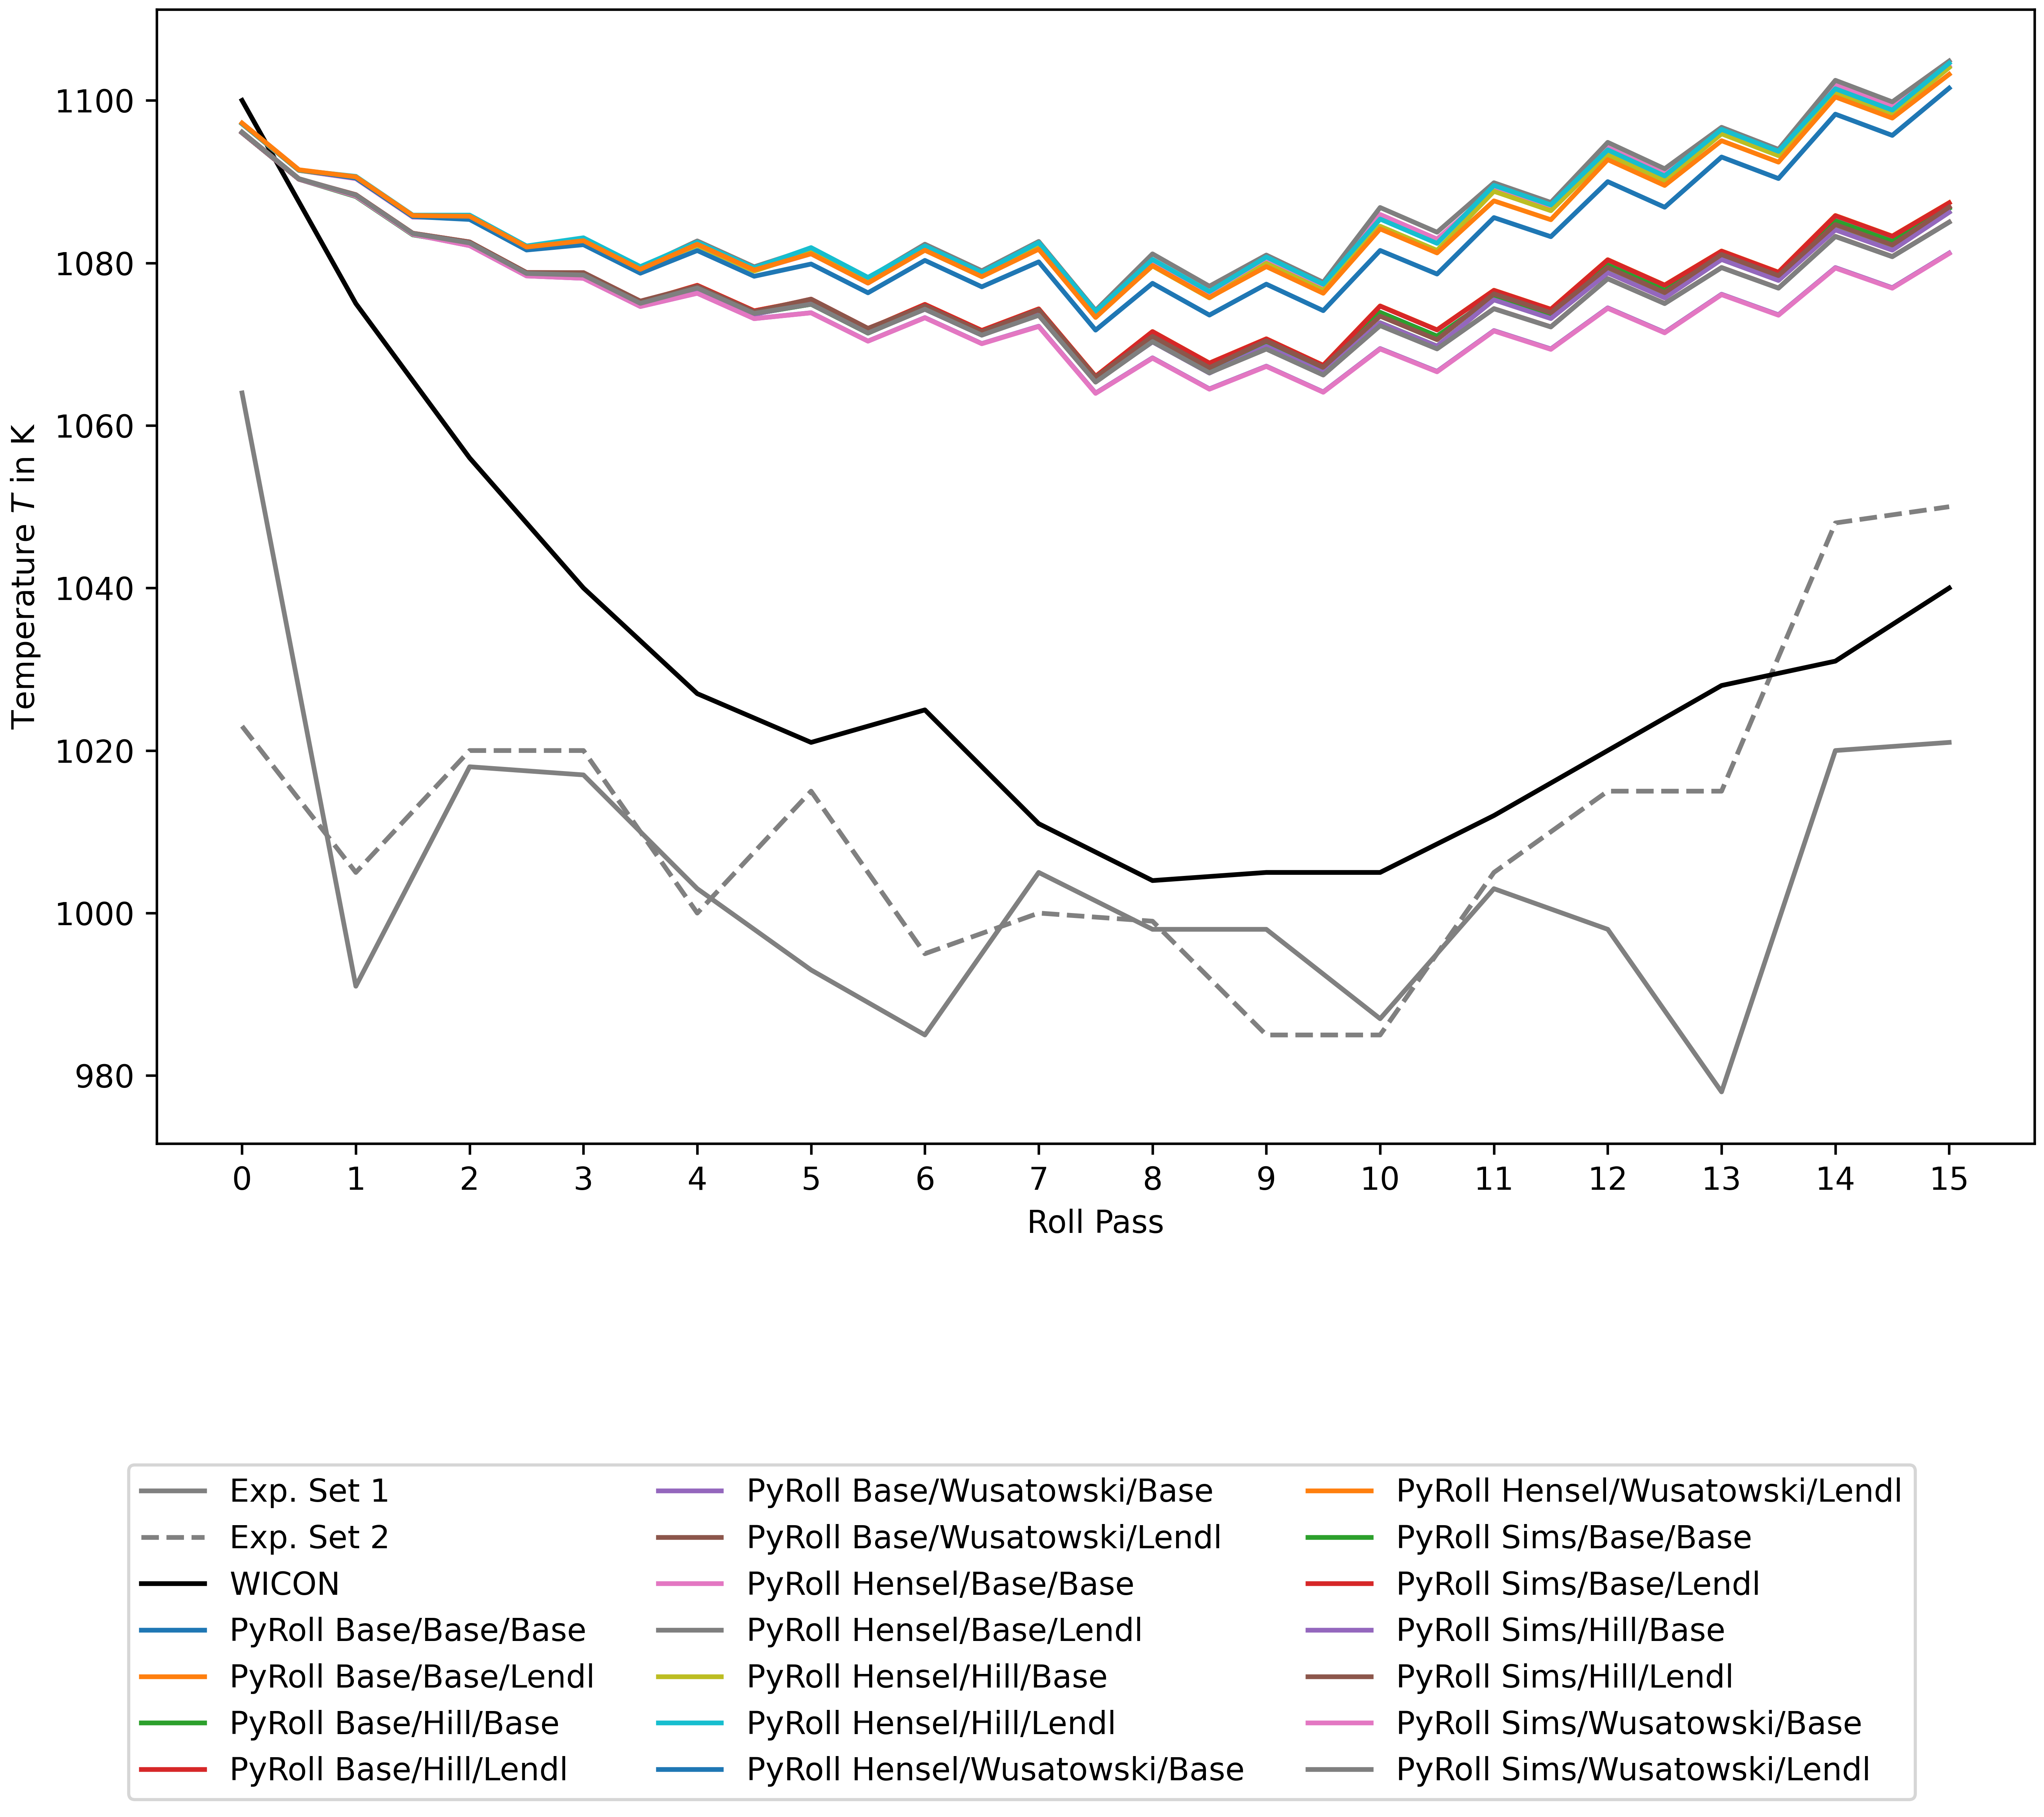 1100
1080
1060
1040
1020
1000
980
Temperature T in K
0 1 2 3 4 5 6 7 8 9 10 11 12 13 14 15
Roll Pass
Exp. Set 1
Exp. Set 2
WICON
PyRoll Base/Base/Base
PyRoll Base/Base/Lendl
PyRoll Base/Hill/Base
PyRoll Base/Hill/Lendl
PyRoll Base/Wusatowski/Base
PyRoll Base/Wusatowski/Lendl
PyRoll Hensel/Base/Base
PyRoll Hensel/Base/Lendl
PyRoll Hensel/Hill/Base
PyRoll Hensel/Hill/Lendl
PyRoll Hensel/Wusatowski/Base
PyRoll Hensel/Wusatowski/Lendl
PyRoll Sims/Base/Base
PyRoll Sims/Base/Lendl
PyRoll Sims/Hill/Base
PyRoll Sims/Hill/Lendl
PyRoll Sims/Wusatowski/Base
PyRoll Sims/Wusatowski/Lendl